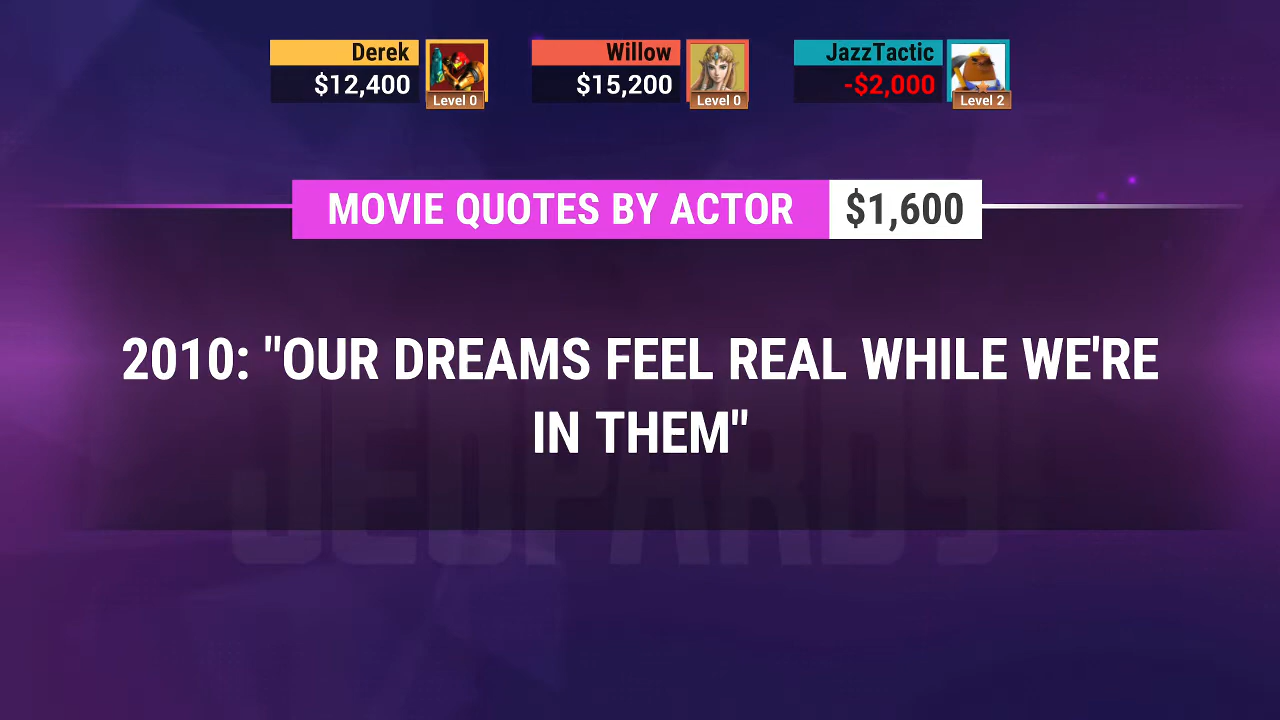 Derek
$12,400
Level 0
Willow
$15,200
Level 0
JazzTactic
-$2,000
Level 2
MOVIE QUOTES BY ACTOR $1,600
2010: "OUR DREAMS FEEL REAL WHILE WE'RE
IN THEM"
JEOPARDY!